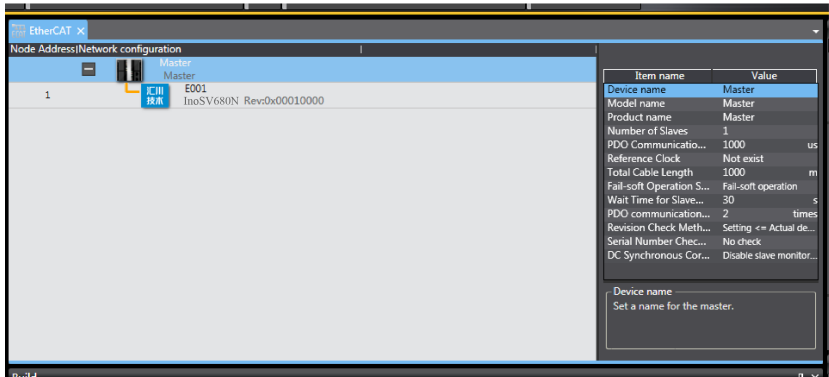 EtherCAT ×
Node Address|Network configuration
Master
Master
1
汇川
技术
E001
InoSV680N Rev:0x00010000
Item name Value
Device name Master
Model name Master
Product name Master
Number of Slaves 1
PDO Communicatio... 1000 us
Reference Clock Not exist
Total Cable Length 1000 m
Fail-soft Operation S... Fail-soft operation
Wait Time for Slave... 30 s
PDO communication... 2 times
Revision Check Meth... Setting <= Actual de...
Serial Number Chec... No check
DC Synchronous Cor... Disable slave monitor...
Device name
Set a name for the master.
Build